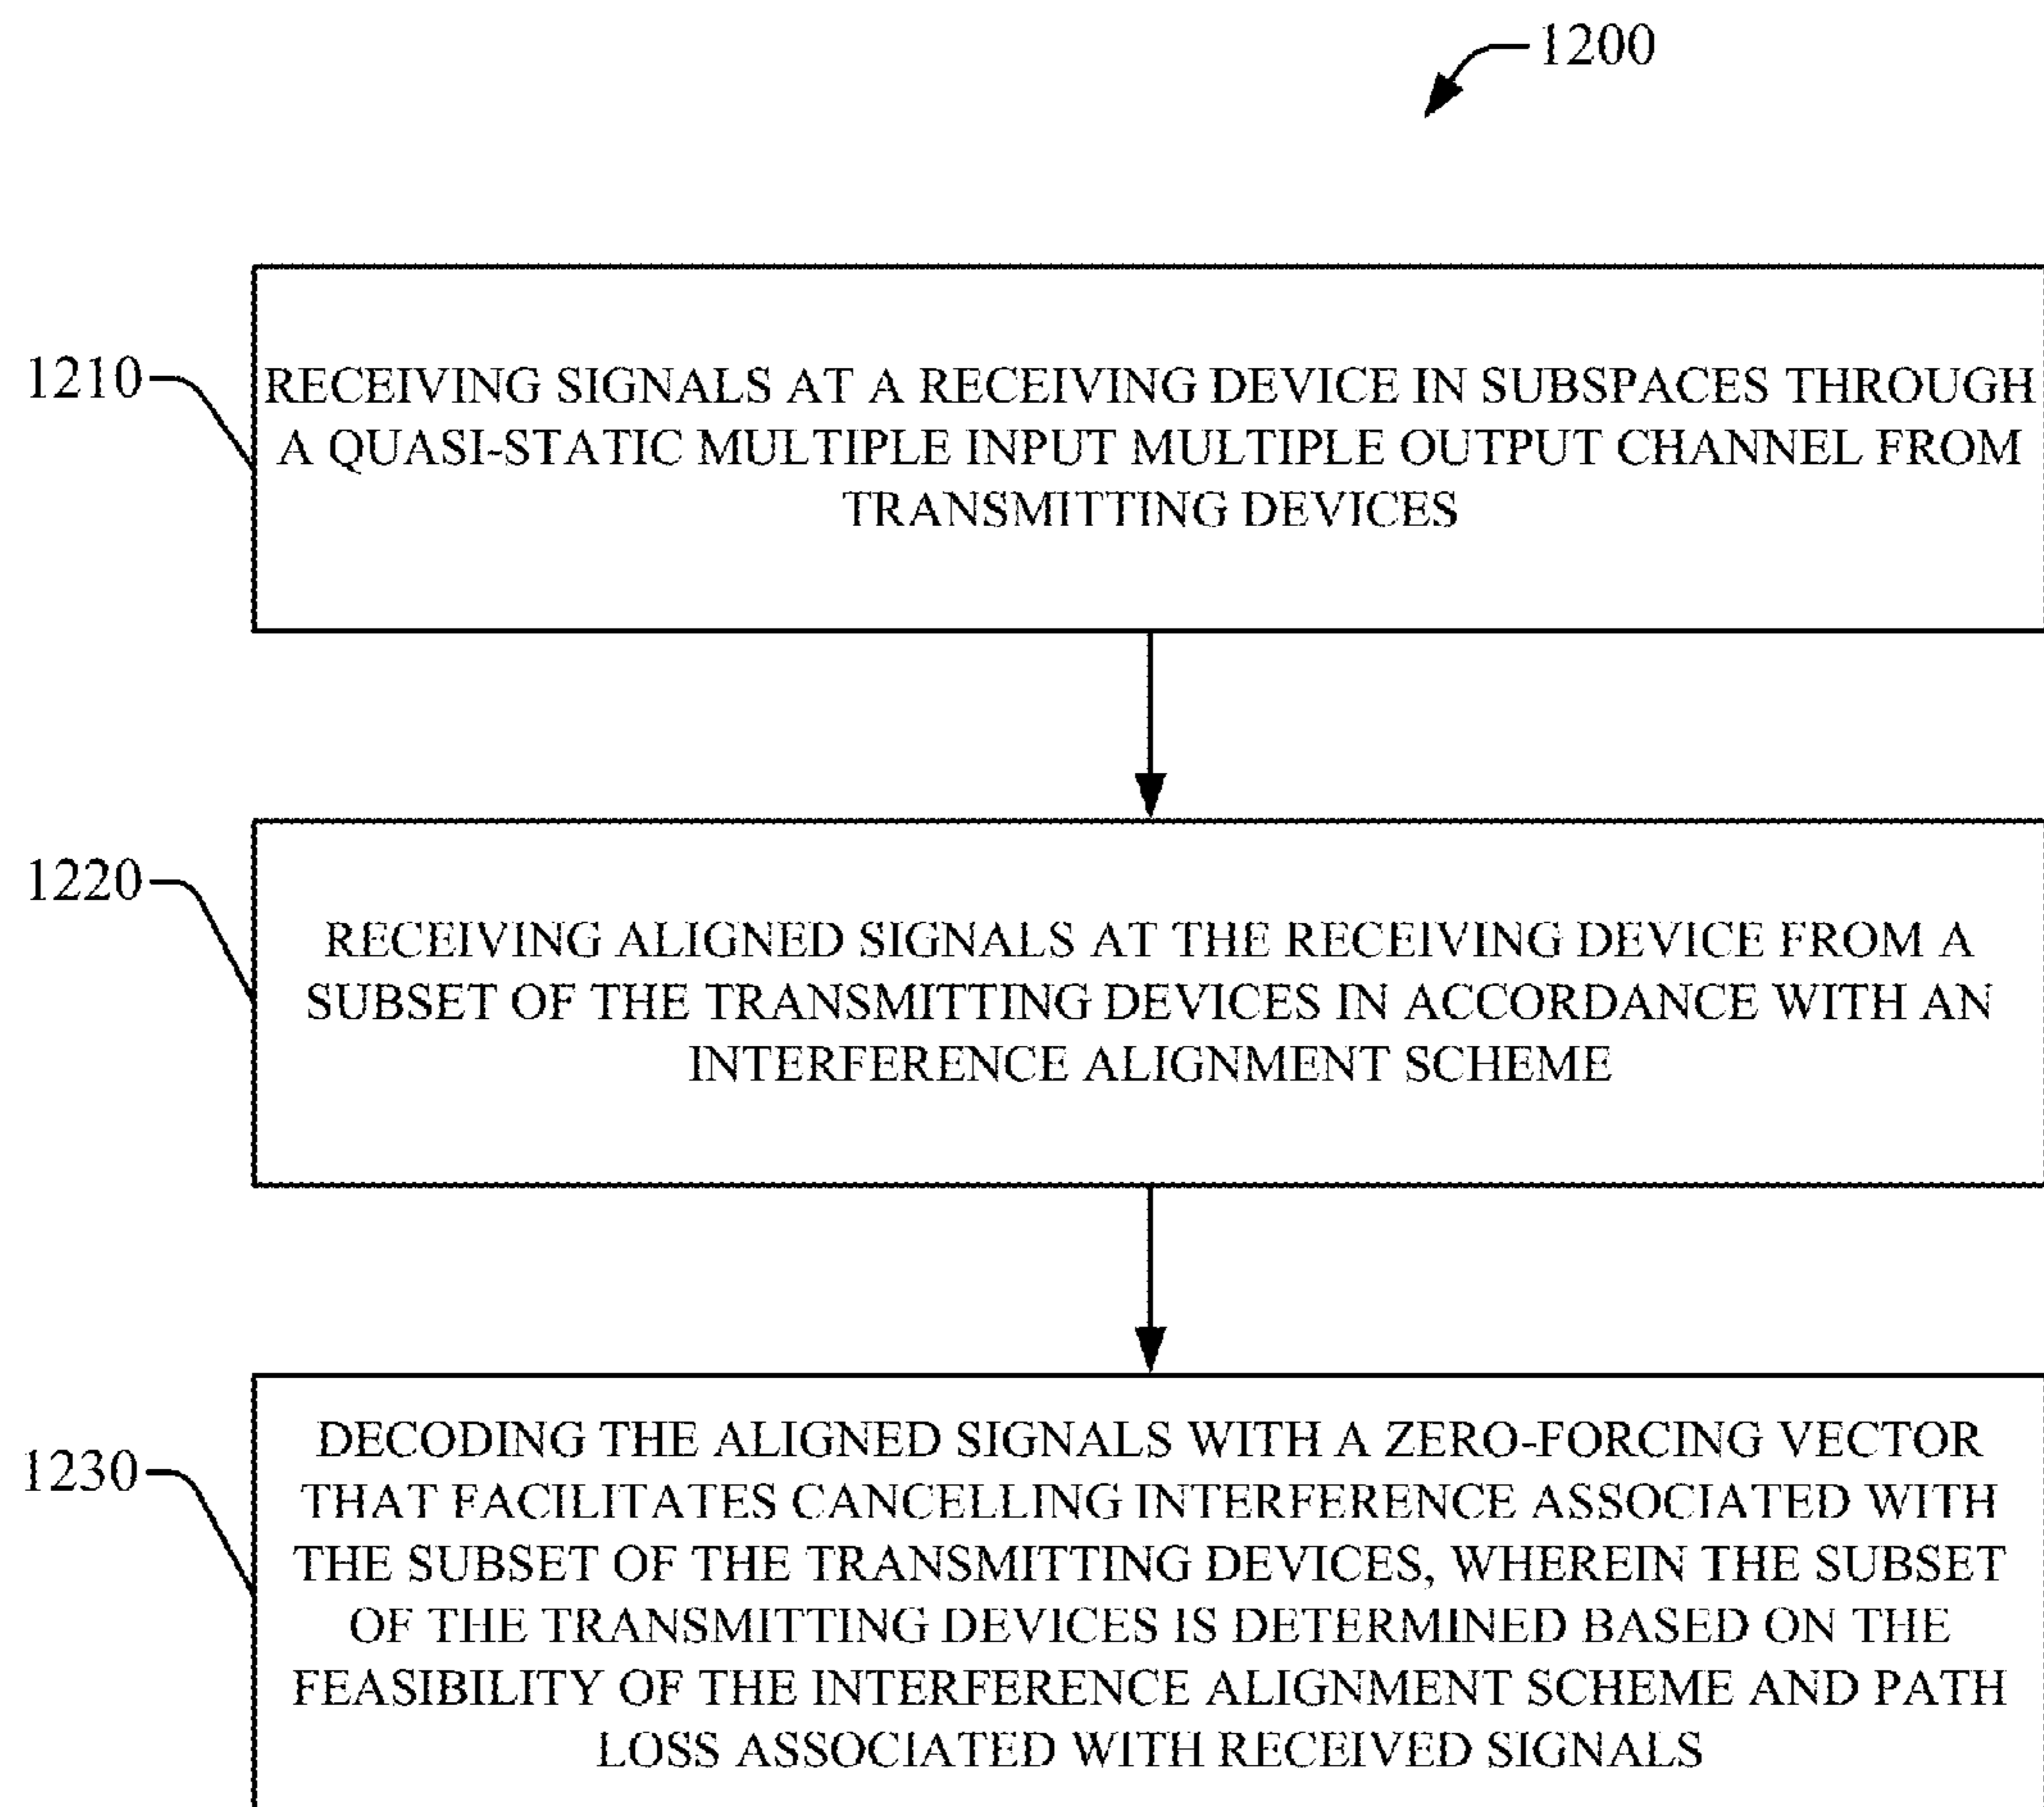 1200
1210
RECEIVING SIGNALS AT A RECEIVING DEVICE IN SUBSPACES THROUGH
A QUASI-STATIC MULTIPLE INPUT MULTIPLE OUTPUT CHANNEL FROM
TRANSMITTING DEVICES
1220
RECEIVING ALIGNED SIGNALS AT THE RECEIVING DEVICE FROM A
SUBSET OF THE TRANSMITTING DEVICES IN ACCORDANCE WITH AN
INTERFERENCE ALIGNMENT SCHEME
1230
DECODING THE ALIGNED SIGNALS WITH A ZERO-FORCING VECTOR
THAT FACILITATES CANCELLING INTERFERENCE ASSOCIATED WITH
THE SUBSET OF THE TRANSMITTING DEVICES, WHEREIN THE SUBSET
OF THE TRANSMITTING DEVICES IS DETERMINED BASED ON THE
FEASIBILITY OF THE INTERFERENCE ALIGNMENT SCHEME AND PATH
LOSS ASSOCIATED WITH RECEIVED SIGNALS